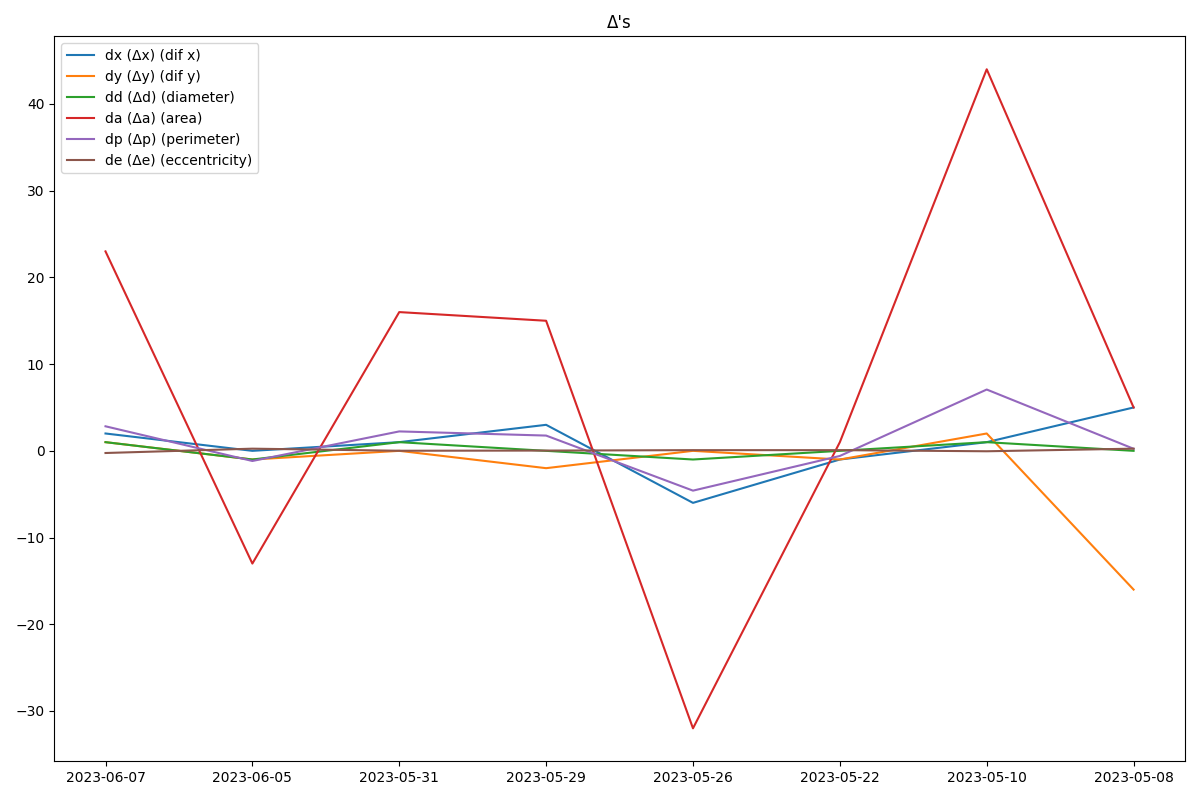 Δ's
dx (Δx) (dif x)
dy (Δy) (dif y)
dd (Δd) (diameter)
da (Δa) (area)
dp (Δp) (perimeter)
de (Δe) (eccentricity)
40
30
20
10
0
−10
−20
−30
2023-06-07 2023-06-05 2023-05-31 2023-05-29 2023-05-26 2023-05-22 2023-05-10 2023-05-08